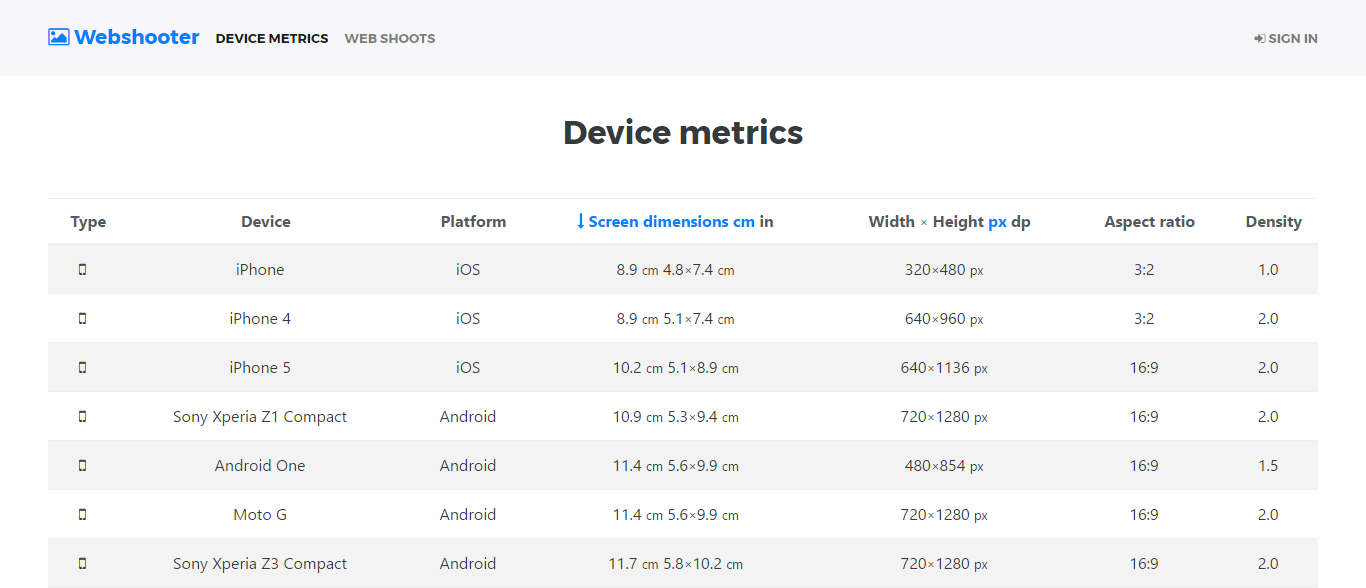 Webshooter DEVICE METRICS WEB SHOOTS SIGN IN
Device metrics
Type Device Platform Screen dimensions cm in Width × Height px dp Aspect ratio Density
iPhone iOS 8.9 cm 4.8×7.4 cm 320×480 px 3:2 1.0
iPhone 4 iOS 8.9 cm 5.1×7.4 cm 640×960 px 3:2 2.0
iPhone 5 iOS 10.2 cm 5.1×8.9 cm 640×1136 px 16:9 2.0
Sony Xperia Z1 Compact Android 10.9 cm 5.3×9.4 cm 720×1280 px 16:9 2.0
Android One Android 11.4 cm 5.6×9.9 cm 480×854 px 16:9 1.5
Moto G Android 11.4 cm 5.6×9.9 cm 720×1280 px 16:9 2.0
Sony Xperia Z3 Compact Android 11.7 cm 5.8×10.2 cm 720×1280 px 16:9 2.0